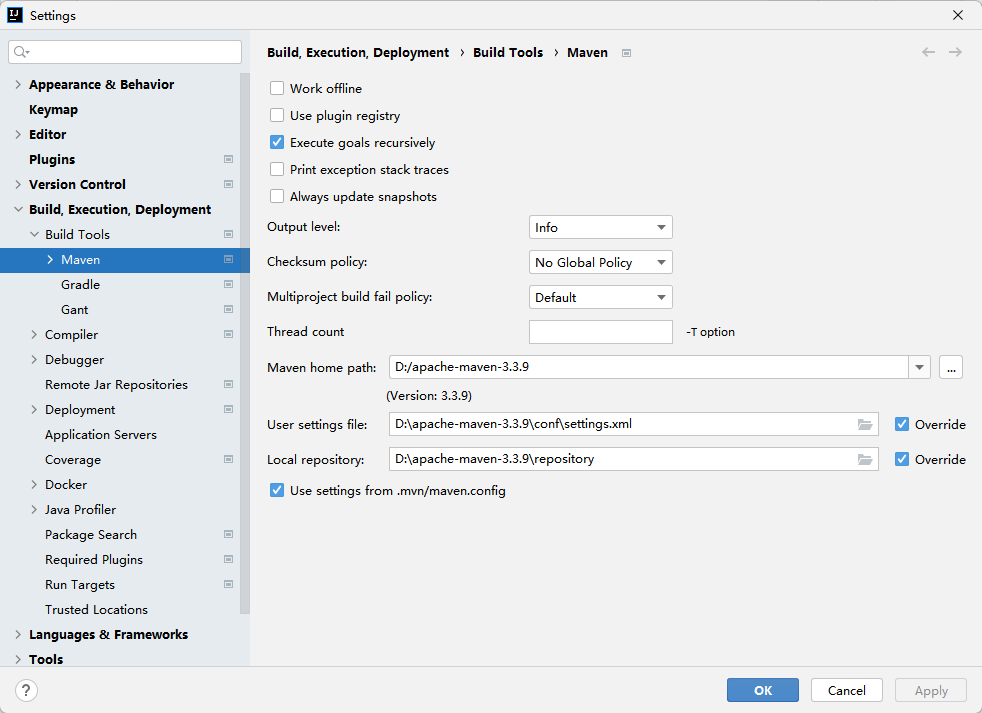 Settings
Appearance & Behavior
Keymap
Editor
Plugins
Version Control
Build, Execution, Deployment
Build Tools
Maven
Gradle
Gant
Compiler
Debugger
Remote Jar Repositories
Deployment
Application Servers
Coverage
Docker
Java Profiler
Package Search
Required Plugins
Run Targets
Trusted Locations
Languages & Frameworks
Tools
Build, Execution, Deployment › Build Tools › Maven
Work offline
Use plugin registry
Execute goals recursively
Print exception stack traces
Always update snapshots
Output level: Info
Checksum policy: No Global Policy
Multiproject build fail policy: Default
Thread count -T option
Maven home path: D:/apache-maven-3.3.9 ...
(Version: 3.3.9)
User settings file: D:\apache-maven-3.3.9\conf\settings.xml Override
Local repository: D:\apache-maven-3.3.9\repository Override
Use settings from .mvn/maven.config
? OK Cancel Apply